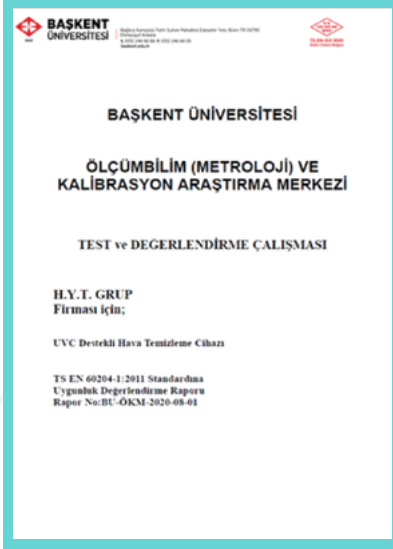 BAŞKENT
ÜNİVERSİTESİ
BAŞKENT ÜNİVERSİTESİ
ÖLÇÜMBİLİM (METROLOJİ) VE
KALİBRASYON ARAŞTIRMA MERKEZİ
TEST ve DEĞERLENDİRME ÇALIŞMASI
H.Y.T. GRUP
Firması için;
UVC Destekli Hava Temizleme Cihazı
TS EN 60204-1:2011 Standardına
Uygunluk Değerlendirme Raporu
Rapor No:BU-ÖKM-2020-08-01